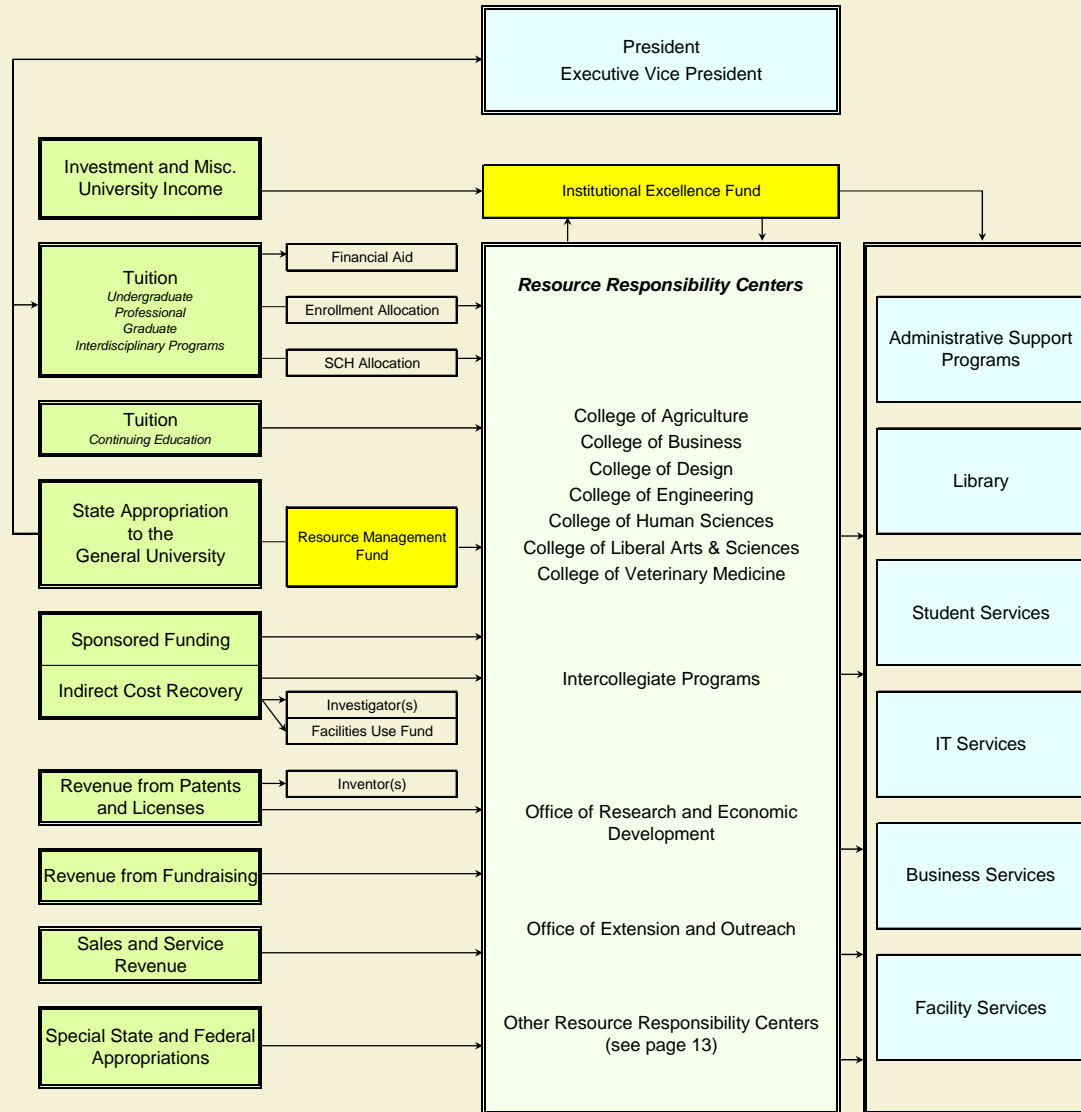 President
Executive Vice President
Investment and Misc.
University Income
Institutional Excellence Fund
Tuition
Undergraduate
Professional
Graduate
Interdisciplinary Programs
Financial Aid
Enrollment Allocation
SCH Allocation
Tuition
Continuing Education
State Appropriation
to the
General University
Resource Management
Fund
Sponsored Funding
Indirect Cost Recovery
Investigator(s)
Facilities Use Fund
Revenue from Patents
and Licenses
Inventor(s)
Revenue from Fundraising
Sales and Service
Revenue
Special State and Federal
Appropriations
Resource Responsibility Centers
College of Agriculture
College of Business
College of Design
College of Engineering
College of Human Sciences
College of Liberal Arts & Sciences
College of Veterinary Medicine
Intercollegiate Programs
Office of Research and Economic
Development
Office of Extension and Outreach
Other Resource Responsibility Centers
(see page 13)
Administrative Support
Programs
Library
Student Services
IT Services
Business Services
Facility Services